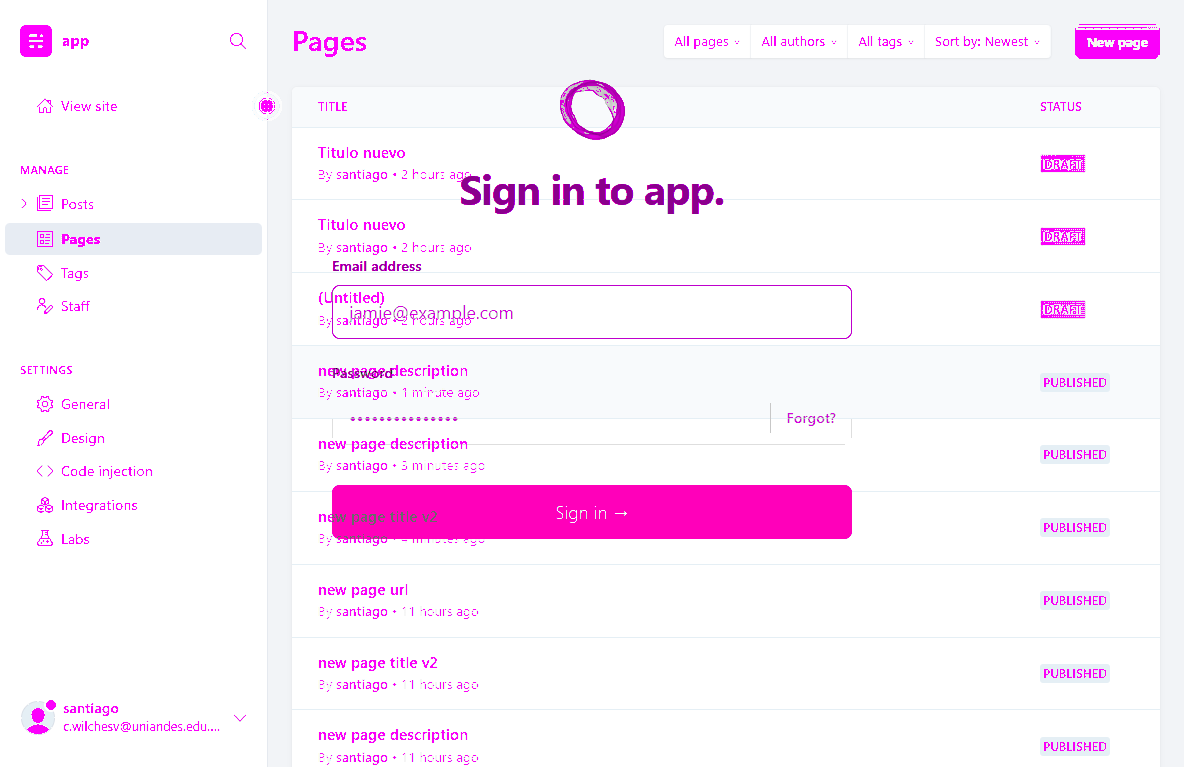 app
View site
MANAGE
Posts
Pages
Tags
Staff
SETTINGS
General
Design
Code injection
Integrations
Labs
santiago
c.wilchesv@uniandes.edu....
Pages
All pages
All authors
All tags
Sort by: Newest
New page
TITLE
STATUS
Titulo nuevo
By santiago • 2 hours ago
DRAFT
Sign in to app.
Titulo nuevo
By santiago • 2 hours ago
DRAFT
Email address
(Untitled)
jamie@example.com
By santiago • 2 hours ago
DRAFT
new page description
Password
By santiago • 1 minute ago
PUBLISHED
Forgot?
new page description
By santiago • 3 minutes ago
PUBLISHED
Sign in →
new page title v2
By santiago • 4 minutes ago
PUBLISHED
new page url
By santiago • 11 hours ago
PUBLISHED
new page title v2
By santiago • 11 hours ago
PUBLISHED
new page description
By santiago • 11 hours ago
PUBLISHED